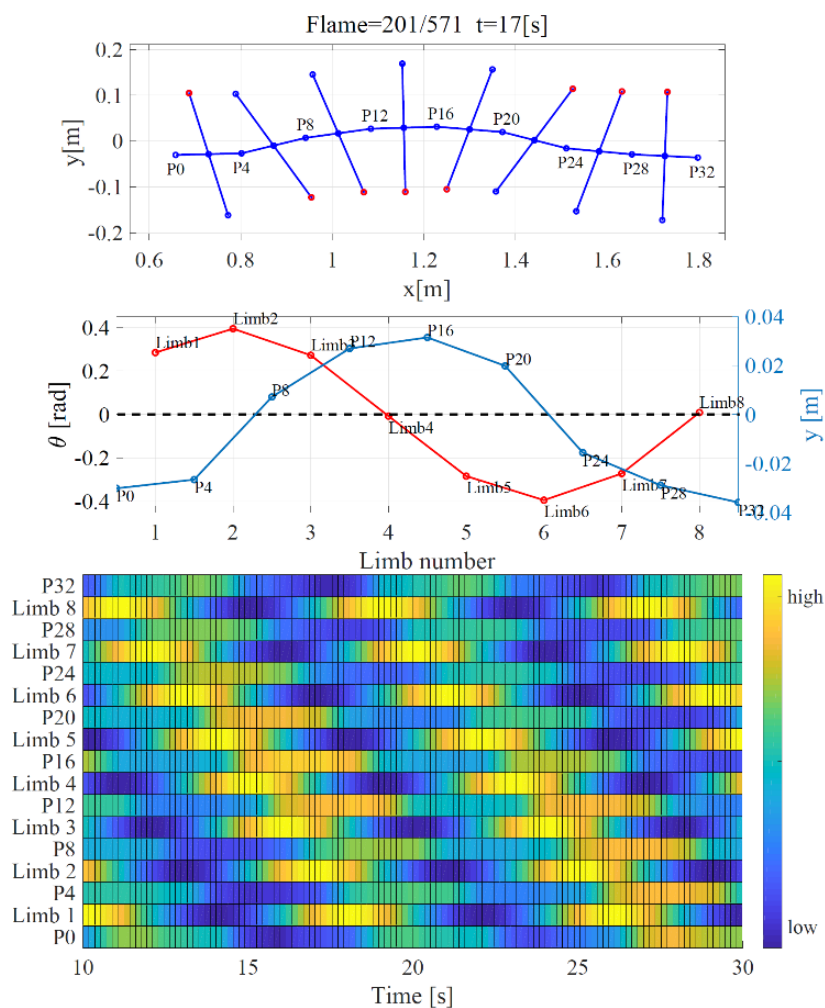 Flame=201/571 t=17[s]
0.2
0.1
0
-0.1
-0.2
y[m]
P0
P4
P8
P12
P16
P20
P24
P28
P32
0.6
0.8
1
1.2
1.4
1.6
1.8
x[m]
0.4
0.2
0
-0.2
-0.4
θ [rad]
Limb1
Limb2
Limb3
Limb4
Limb5
Limb6
Limb7
Limb8
P0
P4
P8
P12
P16
P20
P24
P28
P32
0.04
0.02
0
-0.02
-0.04
y [m]
1
2
3
4
5
6
7
8
Limb number
P32
Limb 8
P28
Limb 7
P24
Limb 6
P20
Limb 5
P16
Limb 4
P12
Limb 3
P8
Limb 2
P4
Limb 1
P0
high
low
10
15
20
25
30
Time [s]